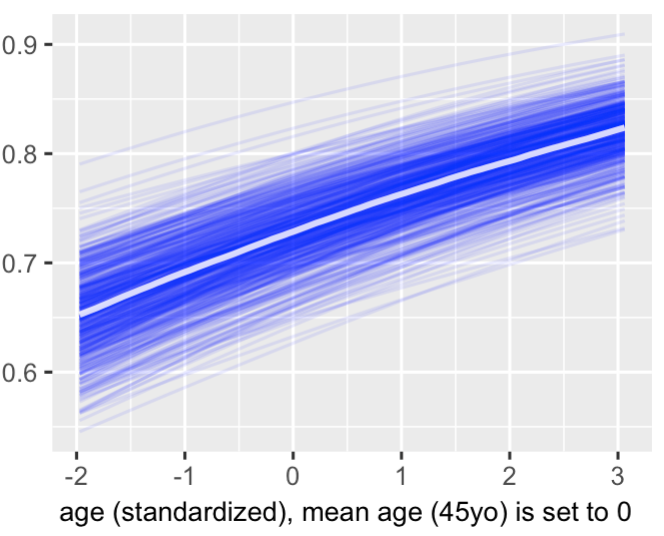 0.9
0.8
0.7
0.6
-2 -1 0 1 2 3
age (standardized), mean age (45yo) is set to 0